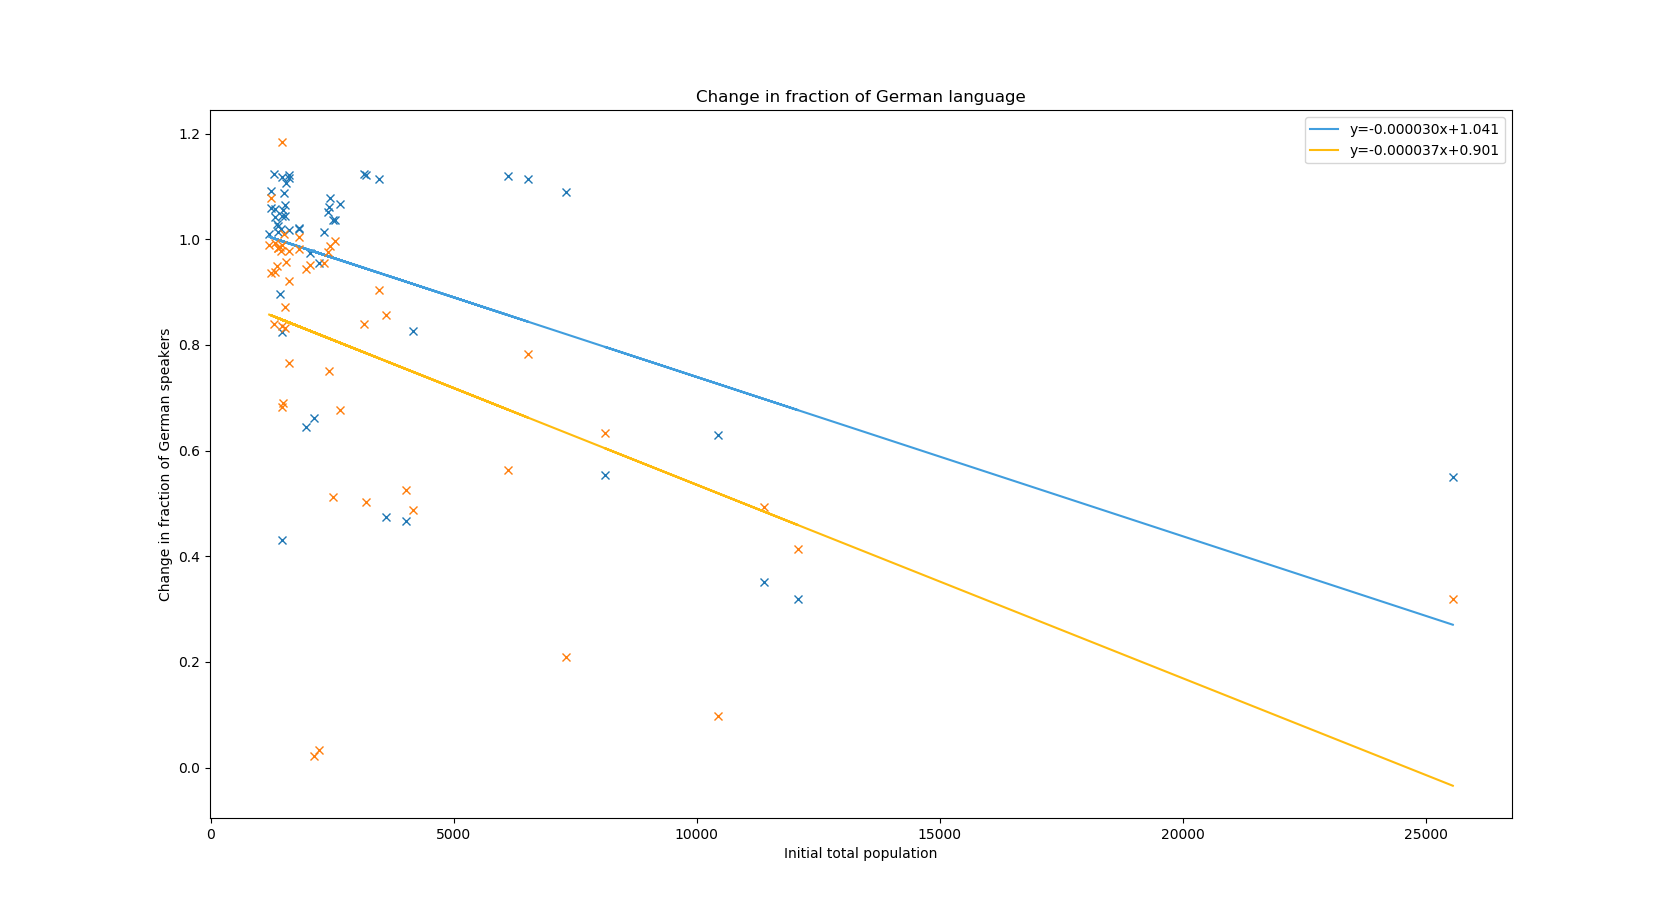 Change in fraction of German language
y=-0.000030x+1.041
y=-0.000037x+0.901
Change in fraction of German speakers
1.2
1.0
0.8
0.6
0.4
0.2
0.0
0 5000 10000 15000 20000 25000
Initial total population